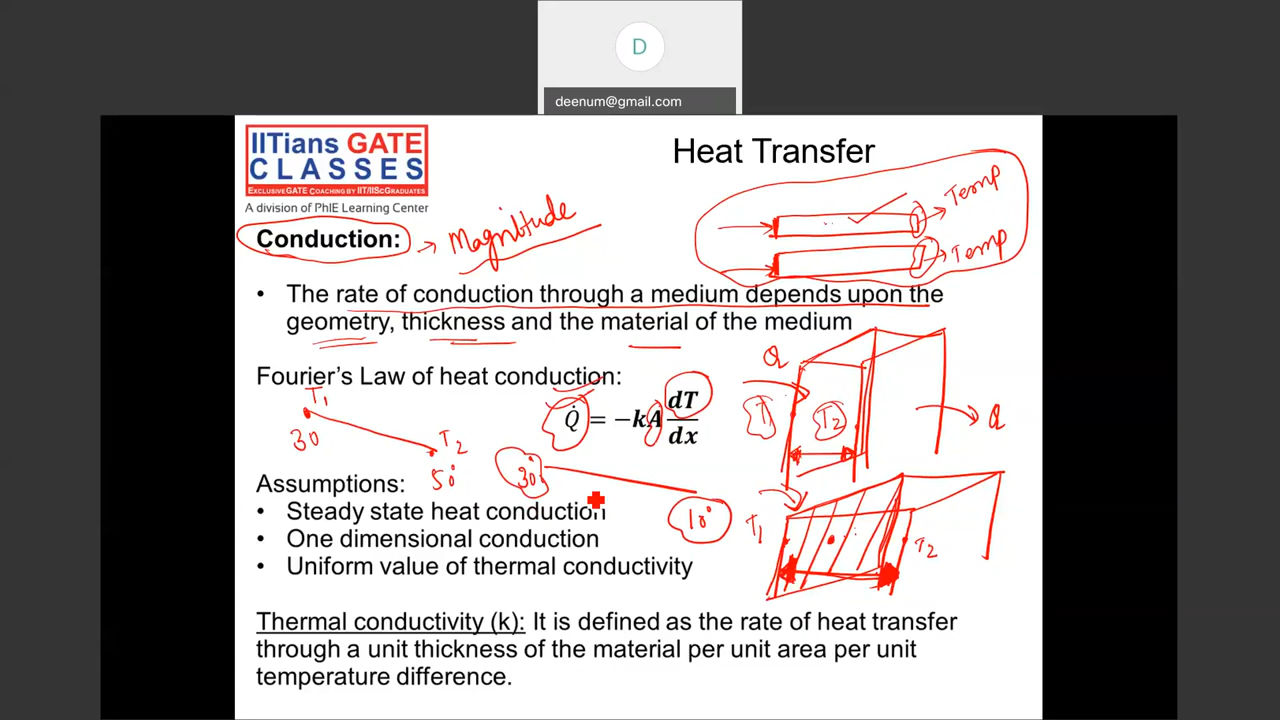 D
deenum@gmail.com
IITians GATE
CLASSES
EXCLUSIVE GATE COACHING BY IIT/IISC GRADUATES
A division of PhIE Learning Center
Heat Transfer
Temp
Temp
Conduction: → Magnitude
• The rate of conduction through a medium depends upon the
geometry, thickness and the material of the medium
Fourier's Law of heat conduction:
Q̇ = −kA dT/dx
T1
30
T2
50°
30°
10°
Q
T1
T2
Q
T1
T2
Assumptions:
• Steady state heat conduction
• One dimensional conduction
• Uniform value of thermal conductivity
Thermal conductivity (k): It is defined as the rate of heat transfer
through a unit thickness of the material per unit area per unit
temperature difference.